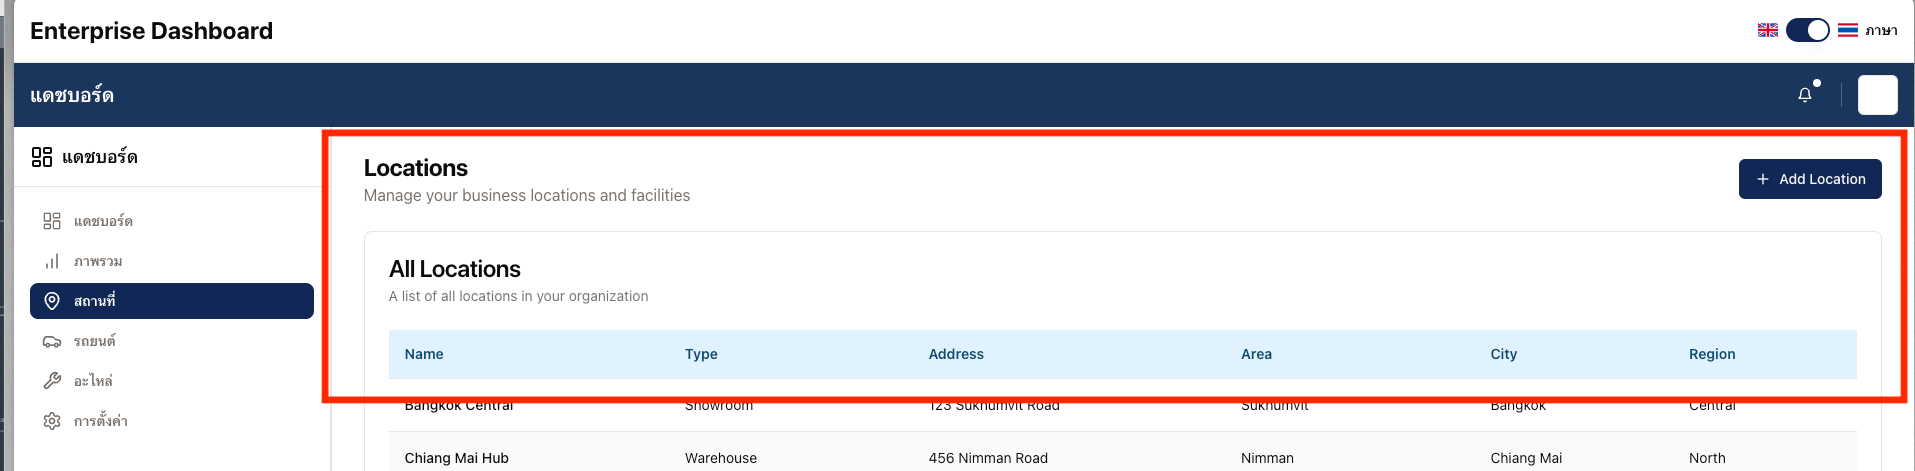 Enterprise Dashboard
ภาษา
แดชบอร์ด
แดชบอร์ด
แดชบอร์ด
ภาพรวม
สถานที่
รถยนต์
อะไหล่
การตั้งค่า
Locations
Manage your business locations and facilities
+ Add Location
All Locations
A list of all locations in your organization
Name Type Address Area City Region
Bangkok Central Showroom 123 Sukhumvit Road Sukhumvit Bangkok Central
Chiang Mai Hub Warehouse 456 Nimman Road Nimman Chiang Mai North